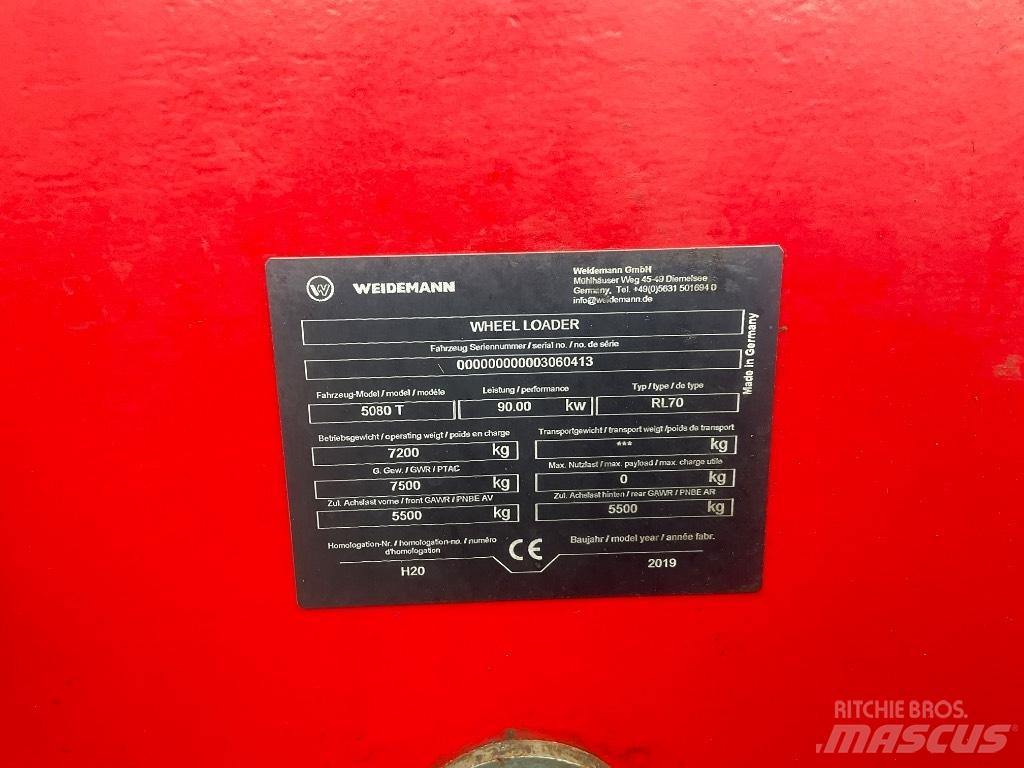 W WEIDEMANN
Weidemann GmbH
Mühlhäuser Weg 45-49 Diemelsee
Germany, Tel. +49(0)5631 501694 0
info@weidemann.de
WHEEL LOADER
Fahrzeug Seriennummer / serial no. / no. de série
000000000003060413
Made in Germany
Fahrzeug-Model / model / modéle
5080 T
Leistung / performance
90.00 kw
Typ / type / de type
RL70
Betriebsgewicht / operating weigt / poids en charge
7200 kg
Transportgewicht / transport weigt /poids de transport
*** kg
G. Gew. / GWR / PTAC
7500 kg
Max. Nutzlast / max. payload / max. charge utile
0 kg
Zul. Achslast vorne / front GAWR / PNBE AV
5500 kg
Zul. Achslast hinten / rear GAWR / PNBE AR
5500 kg
Homologation-Nr. / homologation-no. / numéro
d'homologation
H20
CE
Baujahr / model year / année fabr.
2019
RITCHIE BROS.
MASCUS